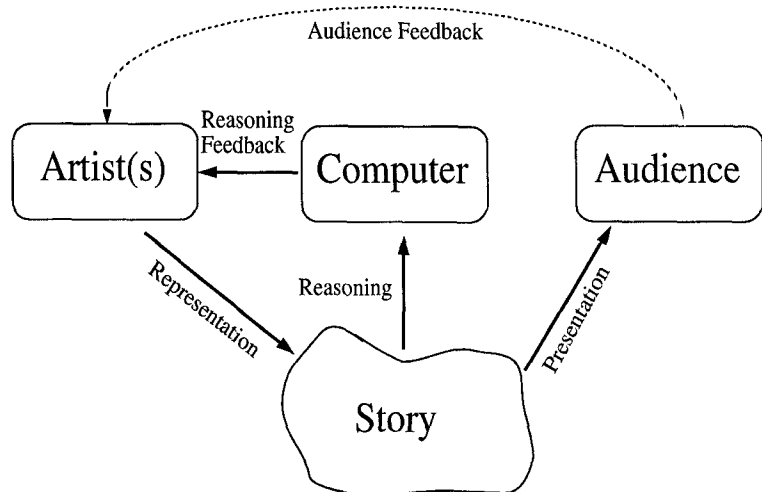 Audience Feedback
Reasoning
Feedback
Artist(s)
Computer
Audience
Representation
Reasoning
Presentation
Story